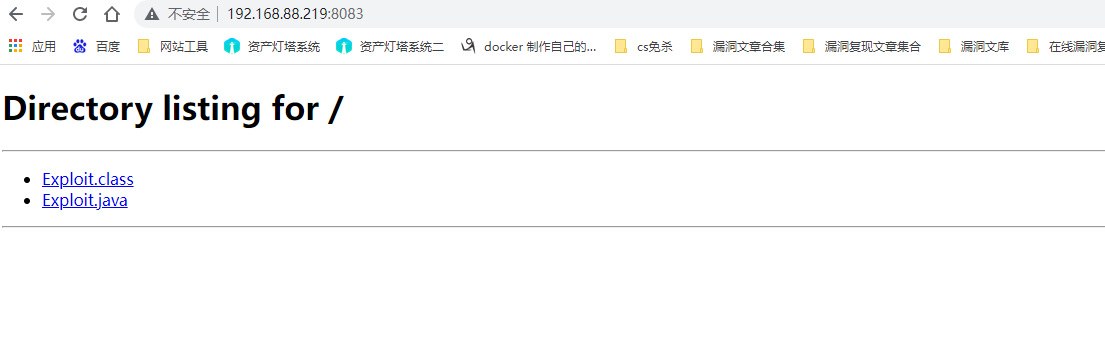 不安全 192.168.88.219:8083
应用 百度 网站工具 资产灯塔系统 资产灯塔系统二 docker 制作自己的... cs免杀 漏洞文章合集 漏洞复现文章集合 漏洞文库 在线漏洞复
Directory listing for /
Exploit.class
Exploit.java